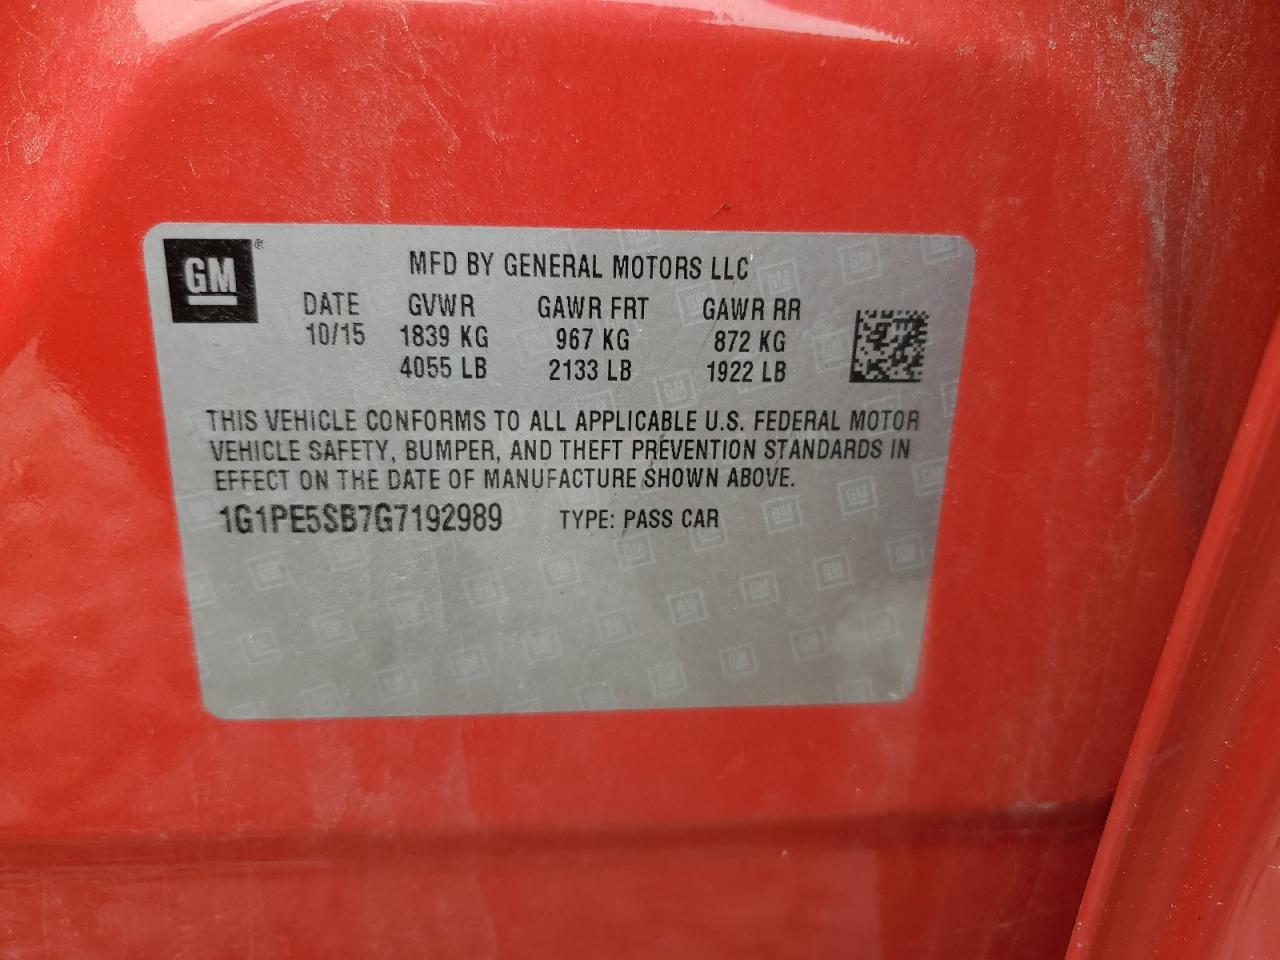 GM®
MFD BY GENERAL MOTORS LLC
DATE GVWR GAWR FRT GAWR RR
10/15 1839 KG 967 KG 872 KG
4055 LB 2133 LB 1922 LB
THIS VEHICLE CONFORMS TO ALL APPLICABLE U.S. FEDERAL MOTOR
VEHICLE SAFETY, BUMPER, AND THEFT PREVENTION STANDARDS IN
EFFECT ON THE DATE OF MANUFACTURE SHOWN ABOVE.
1G1PE5SB7G7192989 TYPE: PASS CAR